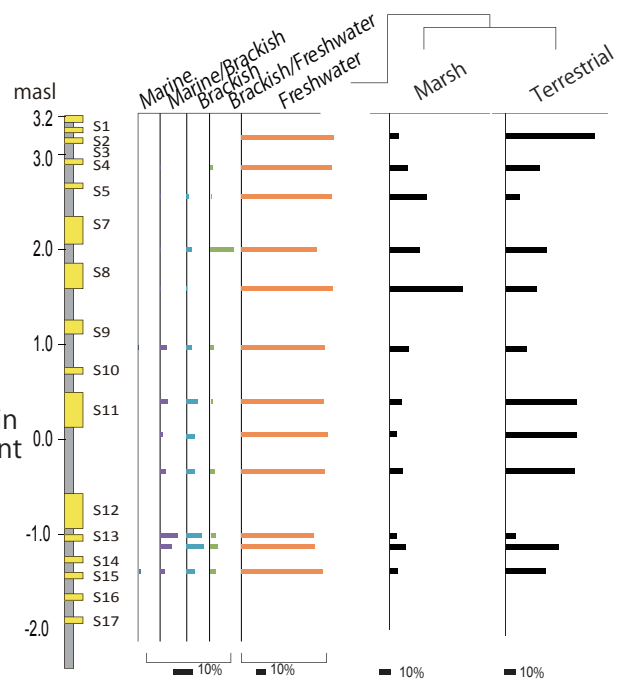 Marine
Marine/Brackish
Brackish
Brackish/Freshwater
Freshwater
Marsh
Terrestrial
masl
3.2
S1
S2
S3
3.0
S4
S5
S7
2.0
S8
S9
1.0
S10
S11
in
0.0
nt
S12
-1.0
S13
S14
S15
S16
S17
-2.0
10%
10%
10%
10%